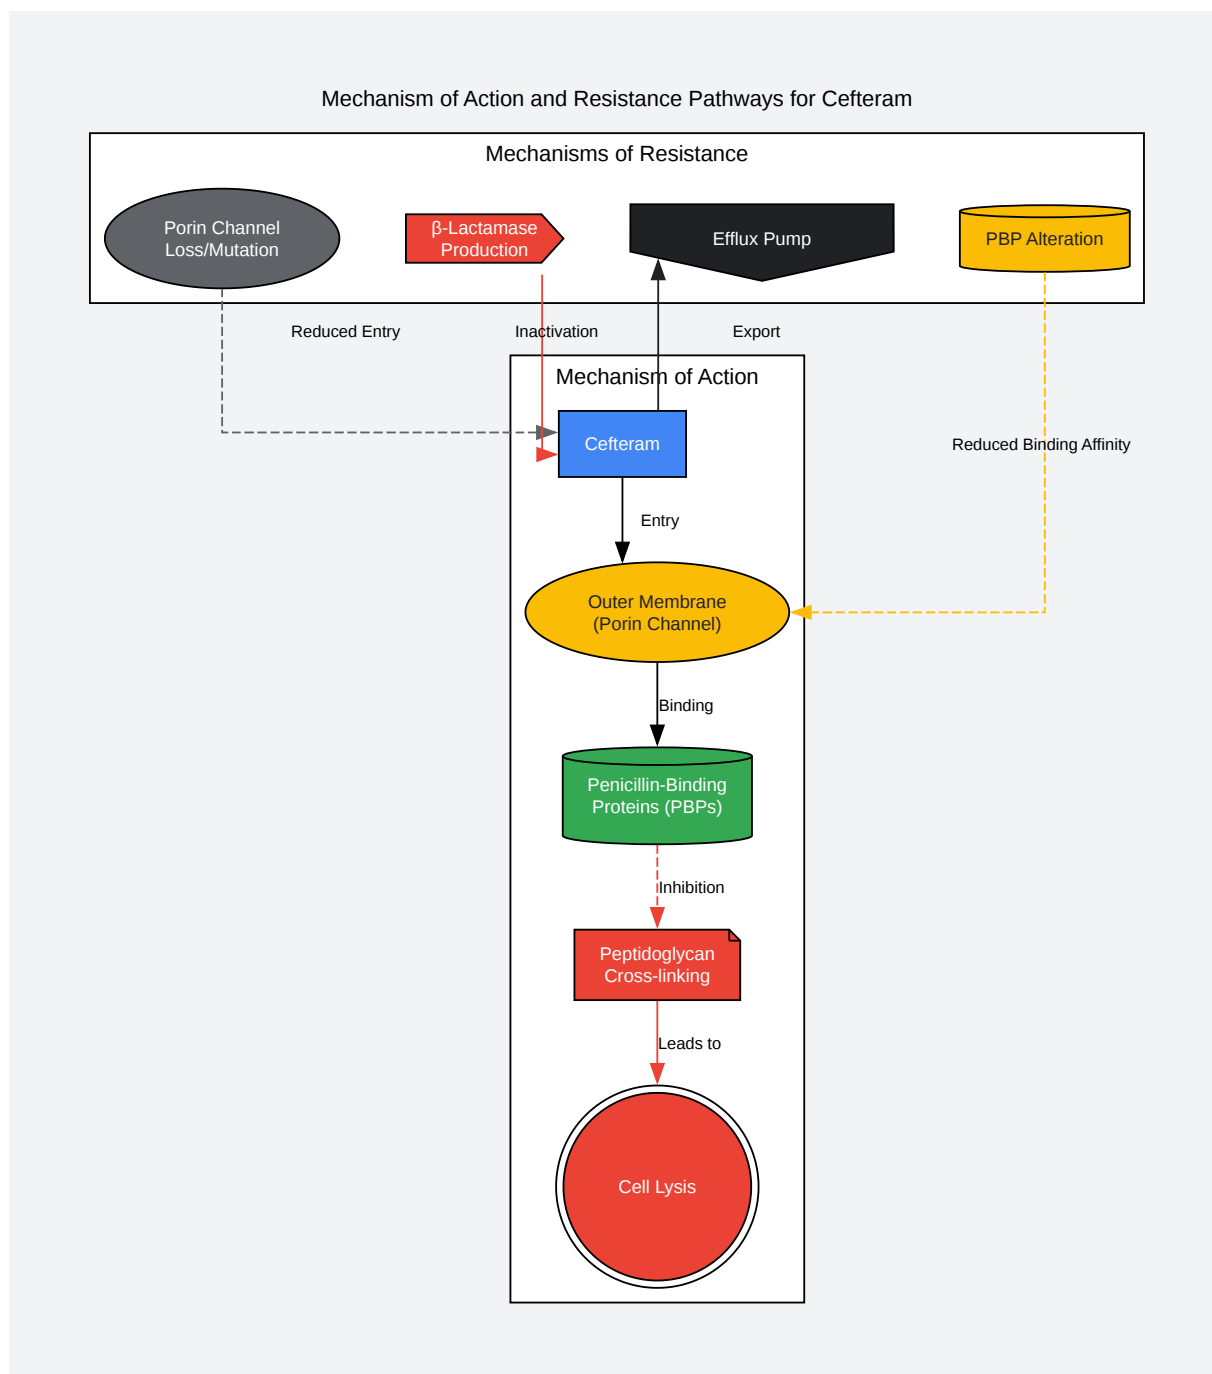 Mechanism of Action and Resistance Pathways for Cefteram
Mechanisms of Resistance
Porin Channel
Loss/Mutation
β-Lactamase
Production
Efflux Pump
PBP Alteration
Reduced Entry
Inactivation
Export
Mechanism of Action
Cefteram
Reduced Binding Affinity
Entry
Outer Membrane
(Porin Channel)
Binding
Penicillin-Binding
Proteins (PBPs)
Inhibition
Peptidoglycan
Cross-linking
Leads to
Cell Lysis